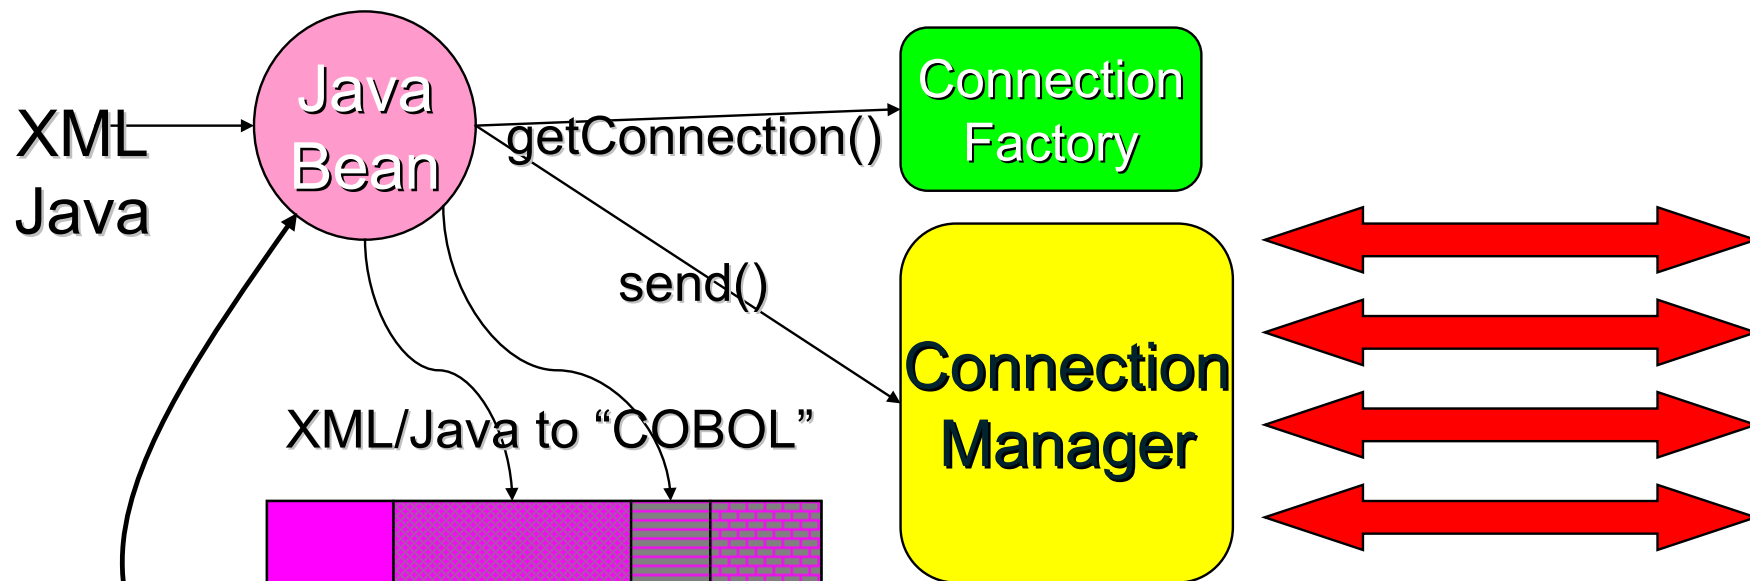 XML
Java
Java
Bean
getConnection()
Connection
Factory
send()
Connection
Manager
XML/Java to “COBOL”